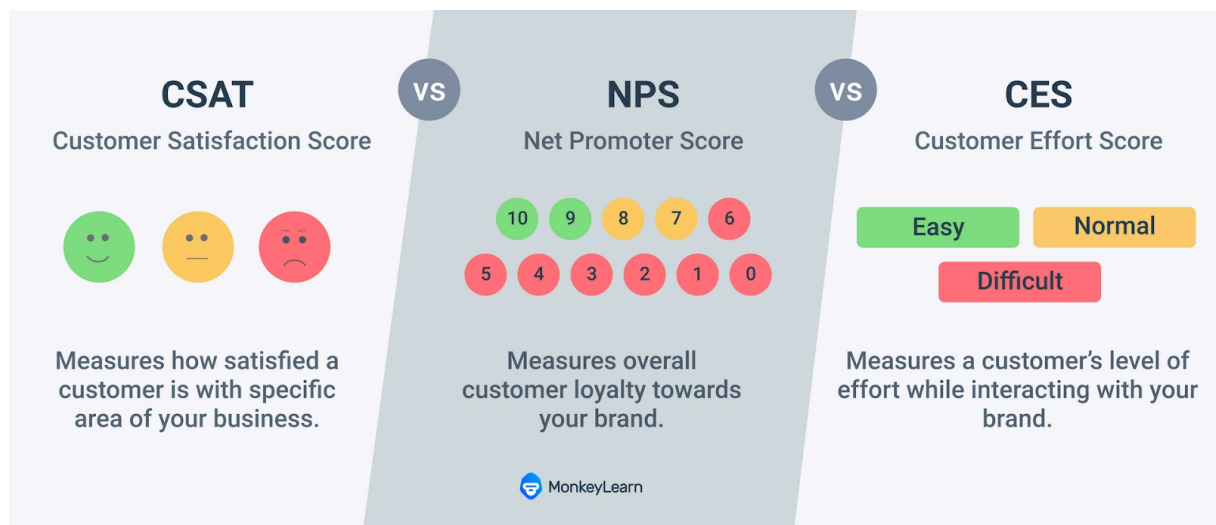 CSAT
Customer Satisfaction Score
Measures how satisfied a
customer is with specific
area of your business.
VS
NPS
Net Promoter Score
10 9 8 7 6
5 4 3 2 1 0
Measures overall
customer loyalty towards
your brand.
VS
CES
Customer Effort Score
Easy Normal
Difficult
Measures a customer's level of
effort while interacting with your
brand.
MonkeyLearn